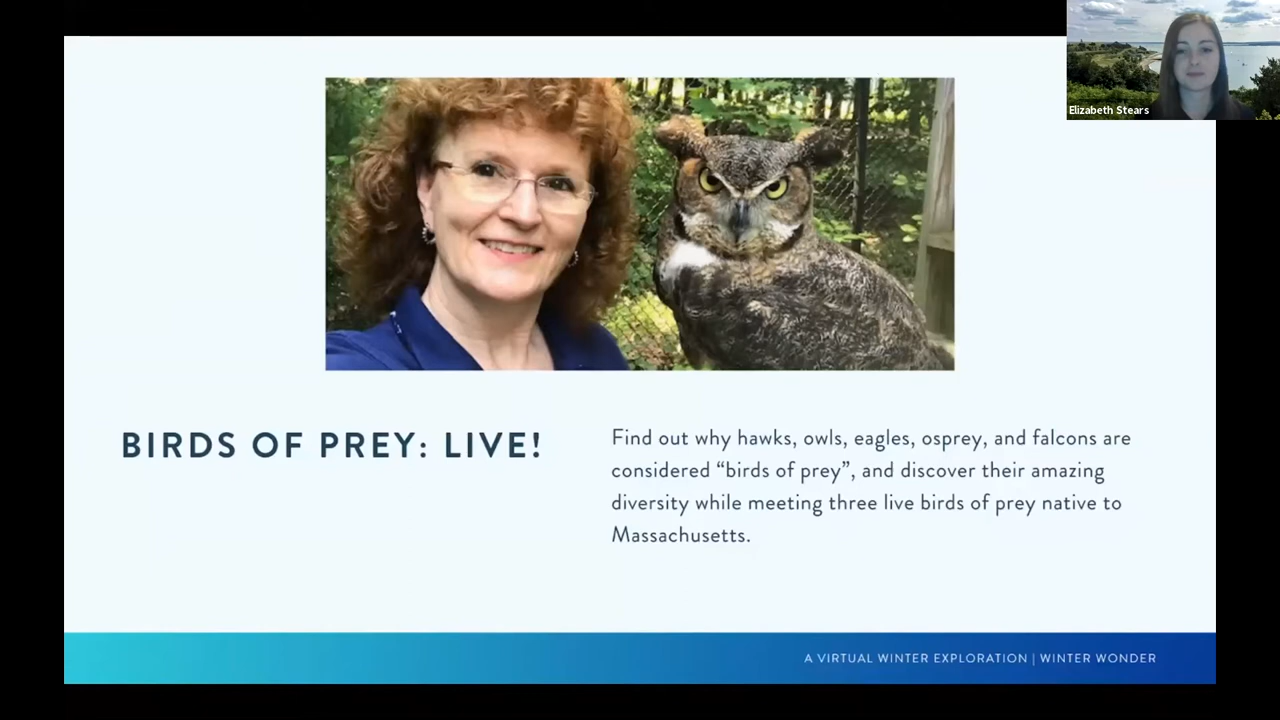 Elizabeth Stears
BIRDS OF PREY: LIVE!
Find out why hawks, owls, eagles, osprey, and falcons are
considered “birds of prey”, and discover their amazing
diversity while meeting three live birds of prey native to
Massachusetts.
A VIRTUAL WINTER EXPLORATION | WINTER WONDER